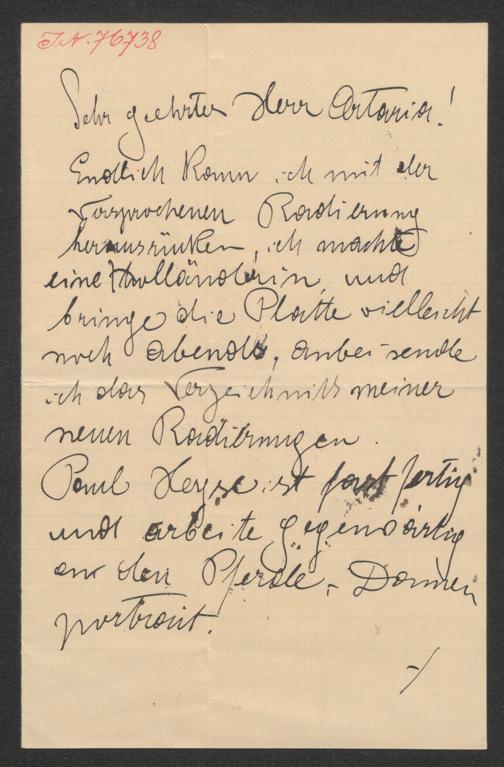 I.N. 76738
Sehr geehrter Herr Artaria!
Endlich kann ich mit der
versprochenen Radierung
herausrücken, ich machte
eine Holländerin, und
bringe die Platte vielleicht
noch abends, anbei sende
ich das Verzeichniss meiner
neuen Radierungen.
Paul Heyse ist fast fertig
und arbeite gegenwärtig
an den Pferde, - Damen
portrait.
-/